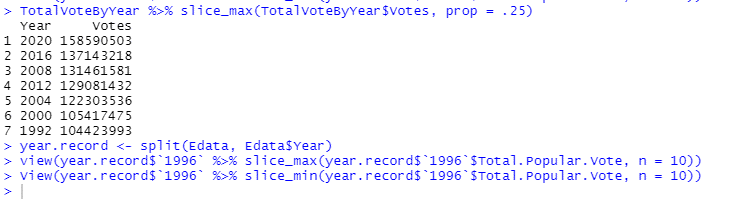 > TotalVoteByYear %>% slice_max(TotalVoteByYear$Votes, prop = .25)
  Year     Votes
1 2020 158590503
2 2016 137143218
3 2008 131461581
4 2012 129081432
5 2004 122303536
6 2000 105417475
7 1992 104423993
> year.record <- split(Edata, Edata$Year)
> view(year.record$`1996` %>% slice_max(year.record$`1996`$Total.Popular.Vote, n = 10))
> view(year.record$`1996` %>% slice_min(year.record$`1996`$Total.Popular.Vote, n = 10))
>